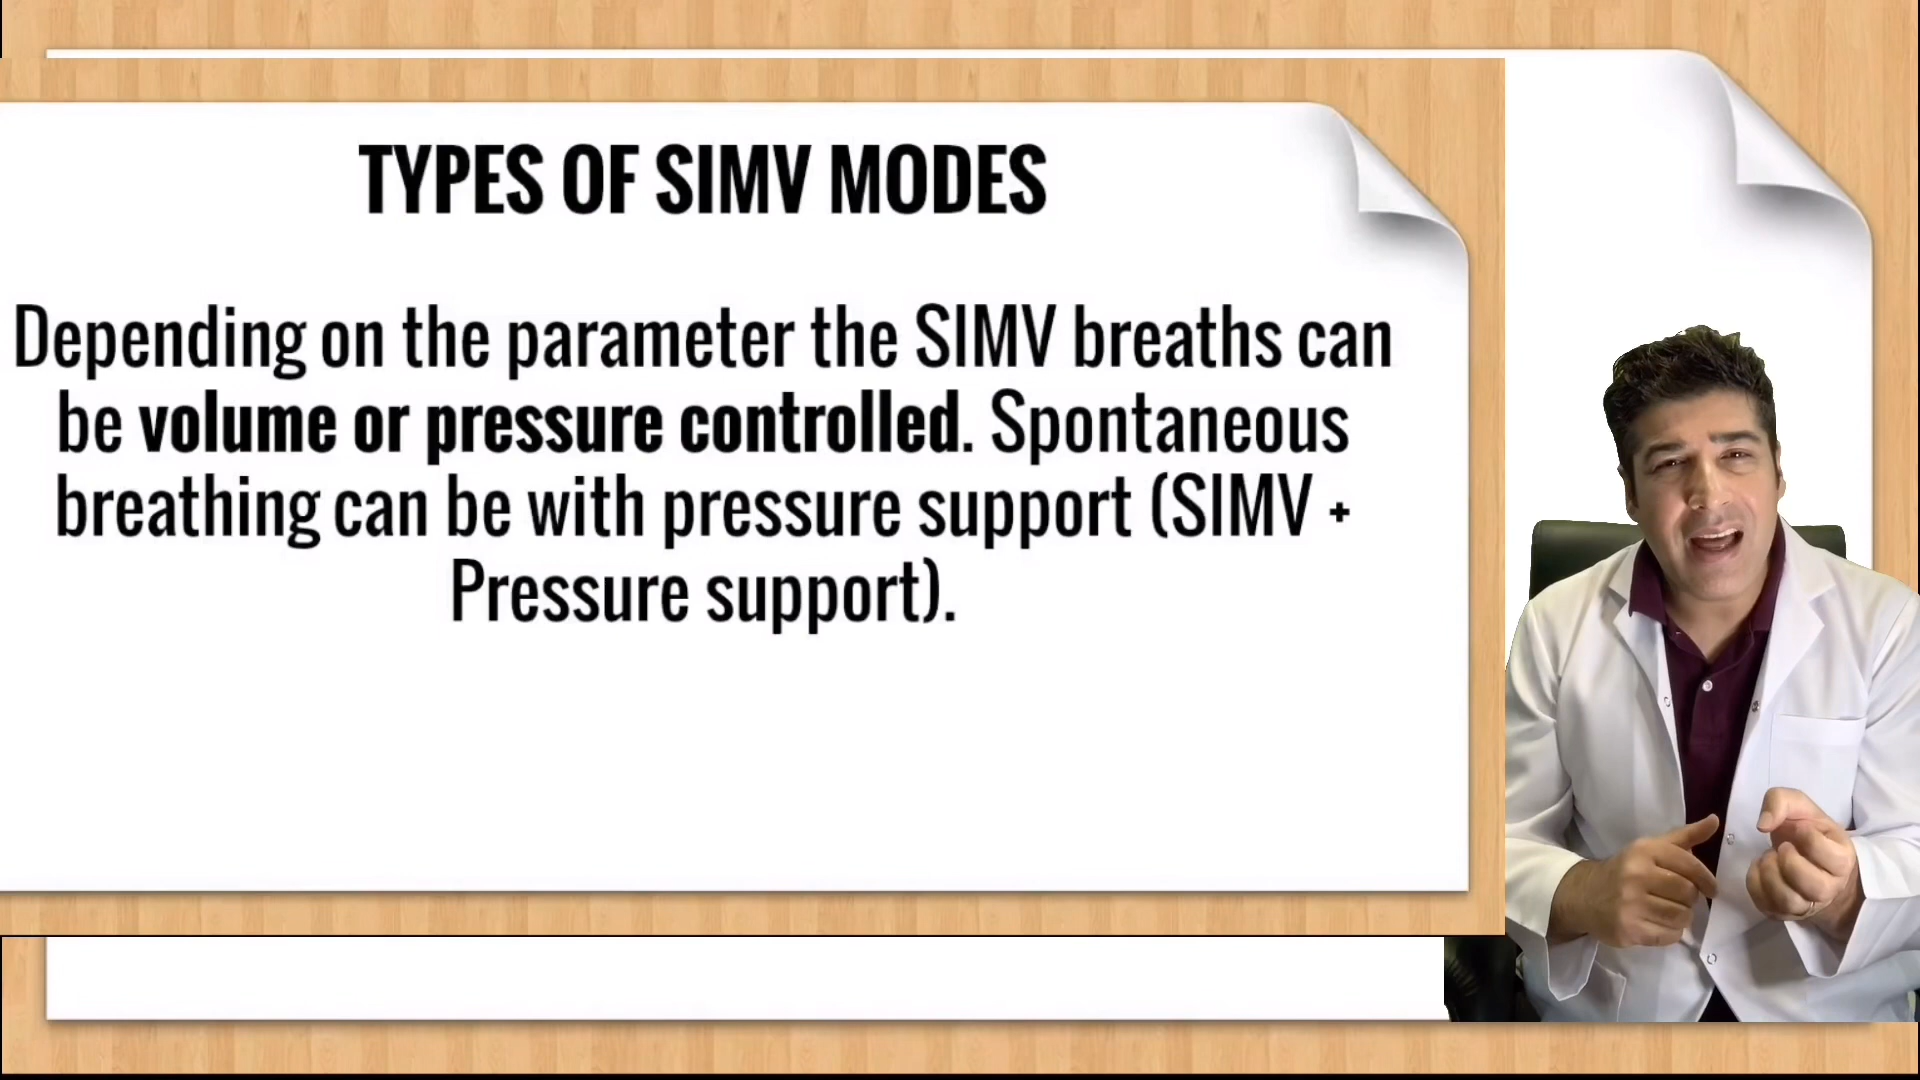 TYPES OF SIMV MODES
Depending on the parameter the SIMV breaths can
be volume or pressure controlled. Spontaneous
breathing can be with pressure support (SIMV +
Pressure support).